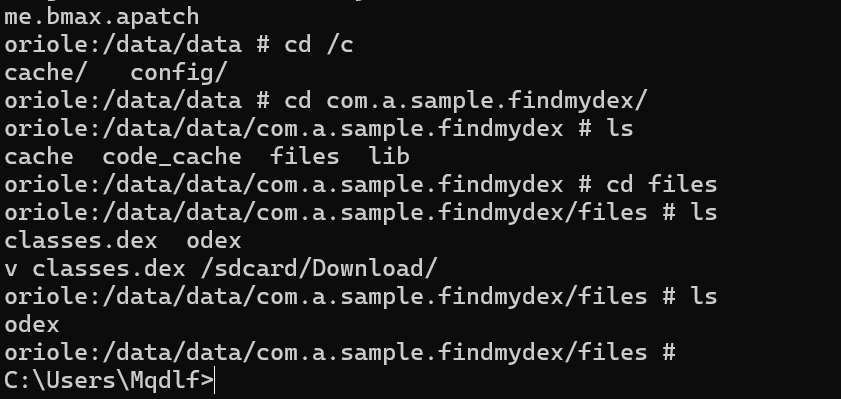 me.bmax.apatch
oriole:/data/data # cd /c
cache/   config/
oriole:/data/data # cd com.a.sample.findmydex/
oriole:/data/data/com.a.sample.findmydex # ls
cache  code_cache  files  lib
oriole:/data/data/com.a.sample.findmydex # cd files
oriole:/data/data/com.a.sample.findmydex/files # ls
classes.dex  odex
v classes.dex /sdcard/Download/
oriole:/data/data/com.a.sample.findmydex/files # ls
odex
oriole:/data/data/com.a.sample.findmydex/files #
C:\Users\Mqdlf>